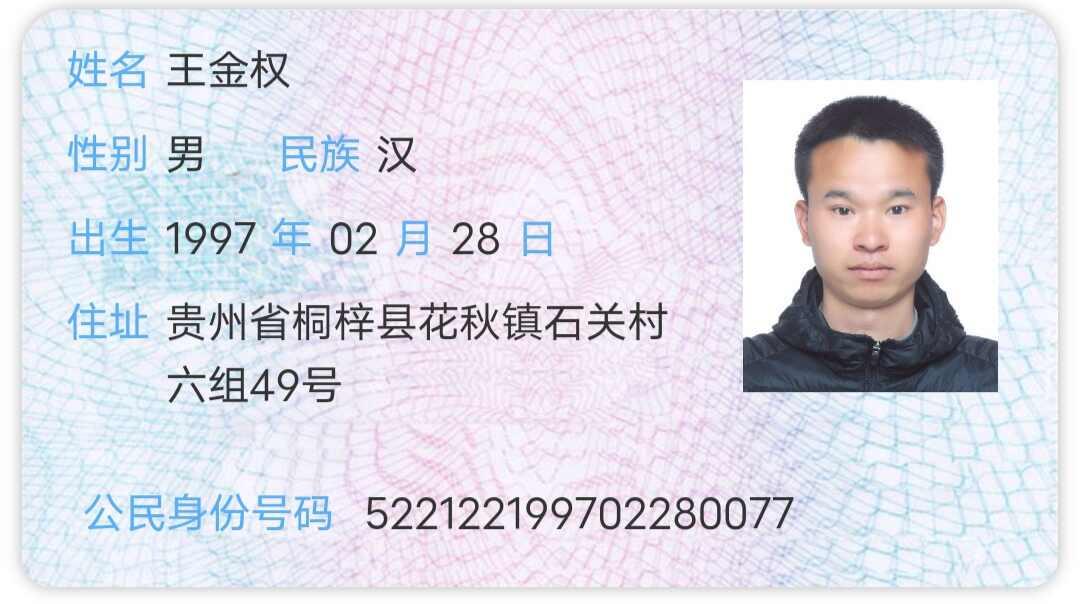 姓名 王金权
性别 男 民族 汉
出生 1997 年 02 月 28 日
住址 贵州省桐梓县花秋镇石关村
六组49号
公民身份号码 522122199702280077